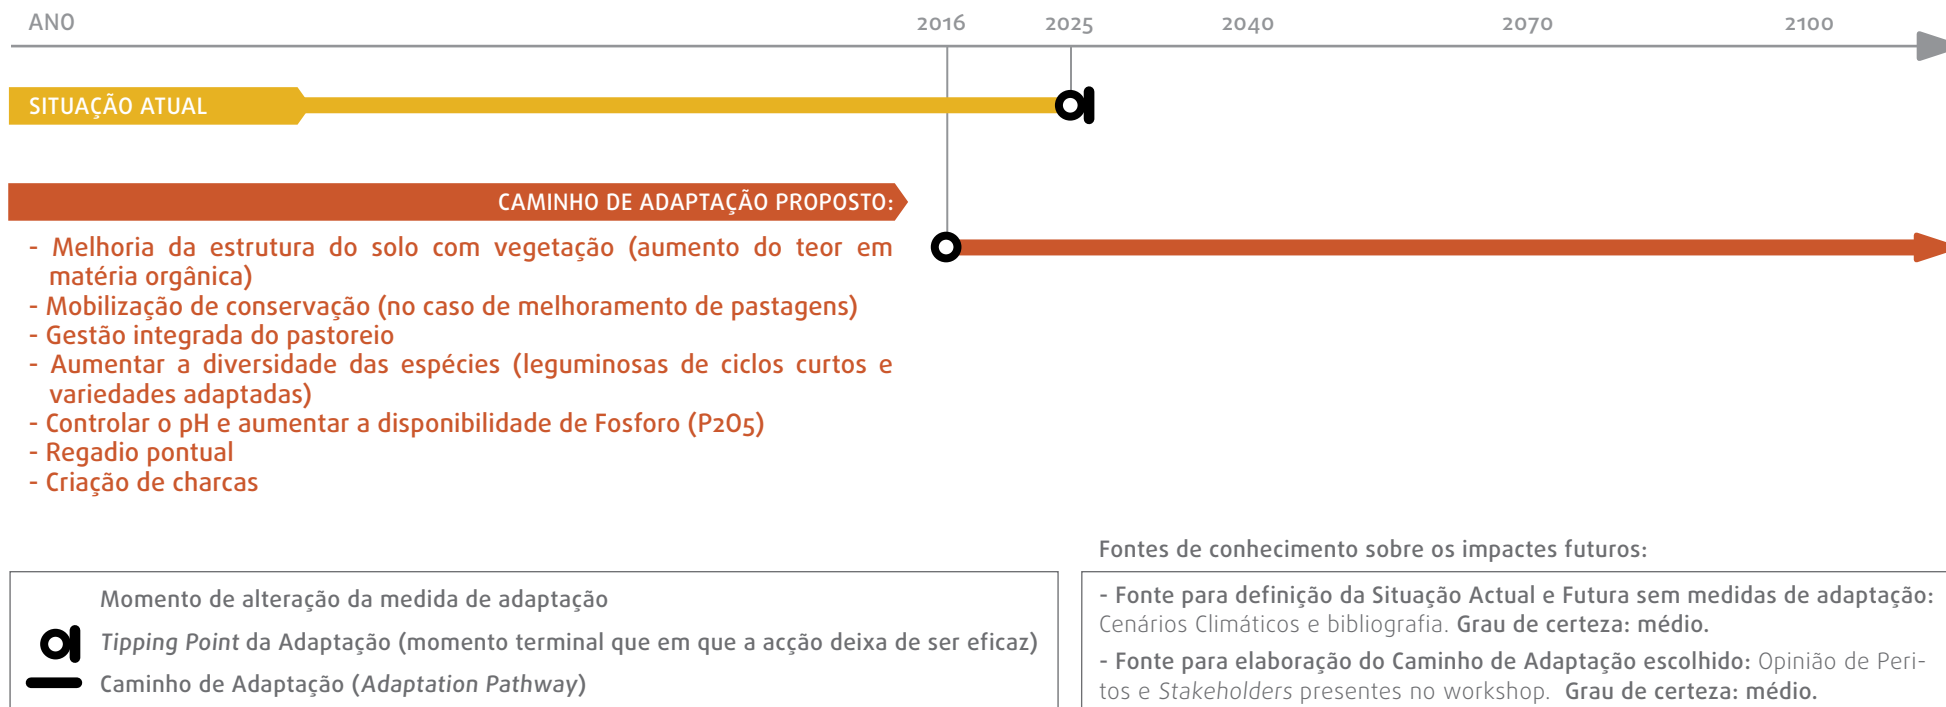 ANO 2016 2025 2040 2070 2100
SITUAÇÃO ATUAL
CAMINHO DE ADAPTAÇÃO PROPOSTO:
- Melhoria da estrutura do solo com vegetação (aumento do teor em
matéria orgânica)
- Mobilização de conservação (no caso de melhoramento de pastagens)
- Gestão integrada do pastoreio
- Aumentar a diversidade das espécies (leguminosas de ciclos curtos e
variedades adaptadas)
- Controlar o pH e aumentar a disponibilidade de Fosforo (P2O5)
- Regadio pontual
- Criação de charcas
Momento de alteração da medida de adaptação
Tipping Point da Adaptação (momento terminal que em que a acção deixa de ser eficaz)
Caminho de Adaptação (Adaptation Pathway)
Fontes de conhecimento sobre os impactes futuros:
- Fonte para definição da Situação Actual e Futura sem medidas de adaptação:
Cenários Climáticos e bibliografia. Grau de certeza: médio.
- Fonte para elaboração do Caminho de Adaptação escolhido: Opinião de Peri-
tos e Stakeholders presentes no workshop. Grau de certeza: médio.